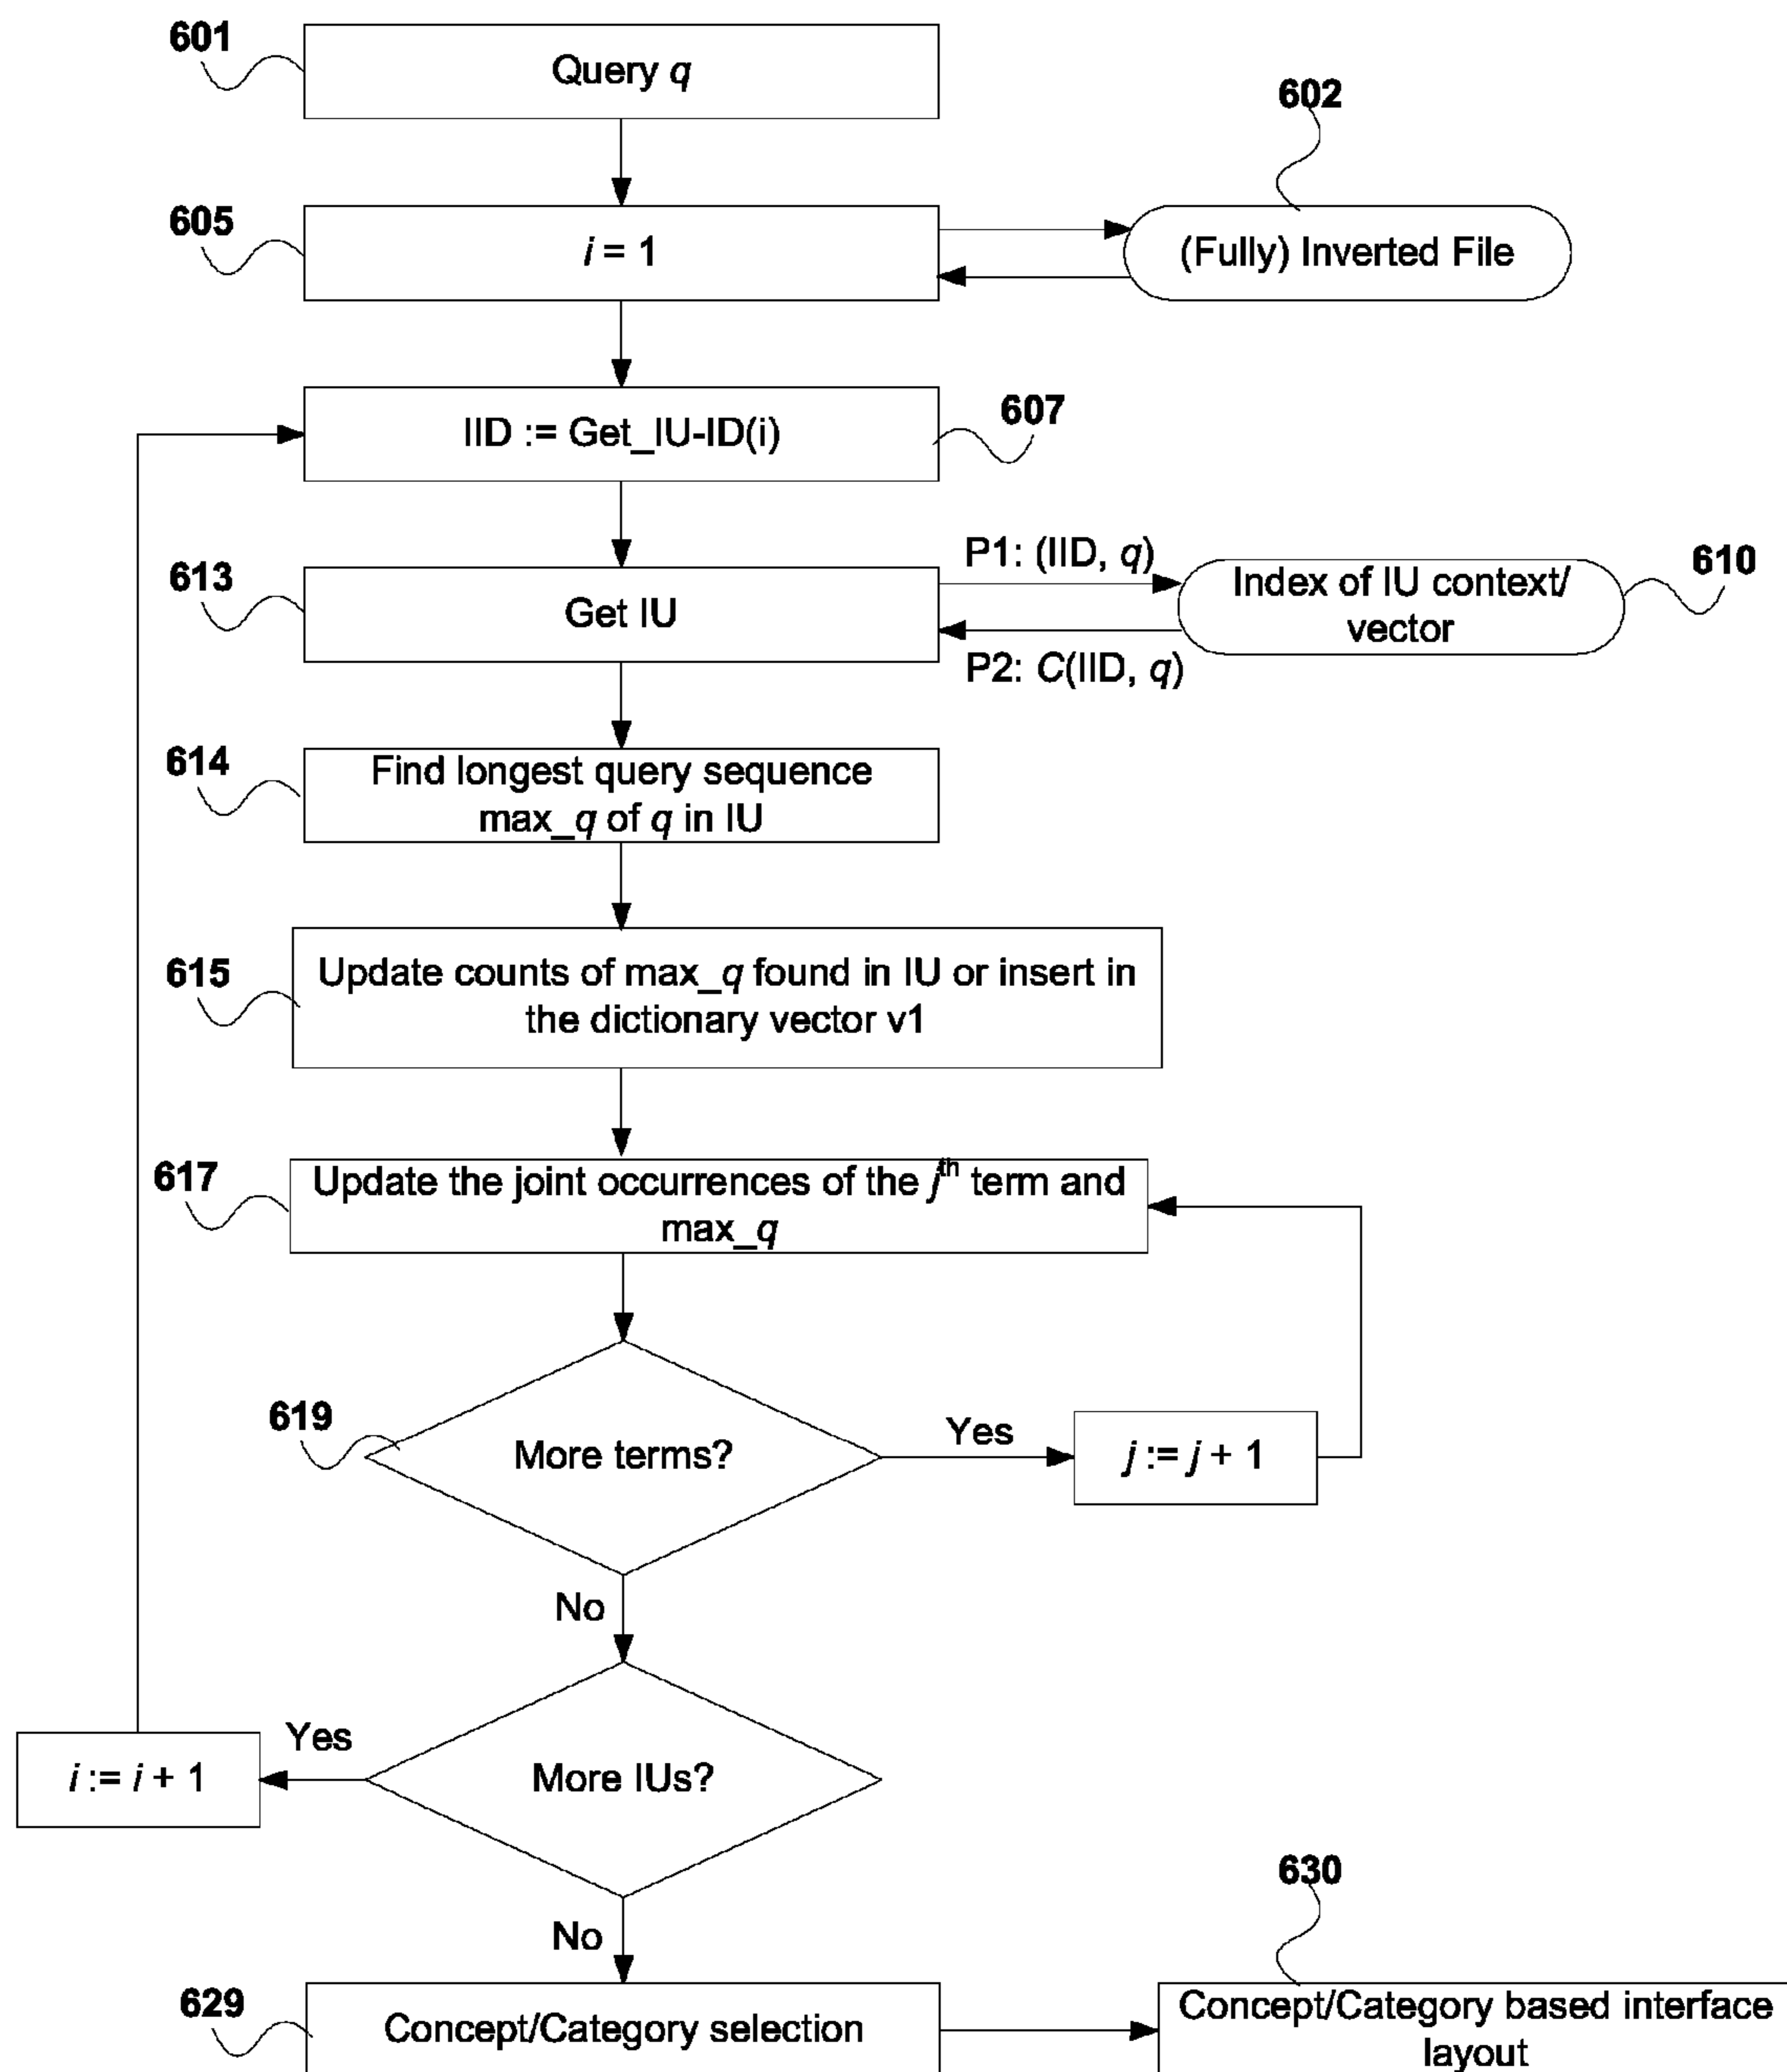 601
Query q
602
605
i = 1
(Fully) Inverted File
607
IID := Get_IU-ID(i)
P1: (IID, q)
610
613
Get IU
Index of IU context/
vector
P2: C(IID, q)
614
Find longest query sequence
max_q of q in IU
615
Update counts of max_q found in IU or insert in
the dictionary vector v1
617
Update the joint occurrences of the jth term and
max_q
619
More terms?
Yes
j := j + 1
No
Yes
i := i + 1
More IUs?
630
No
629
Concept/Category selection
Concept/Category based interface
layout